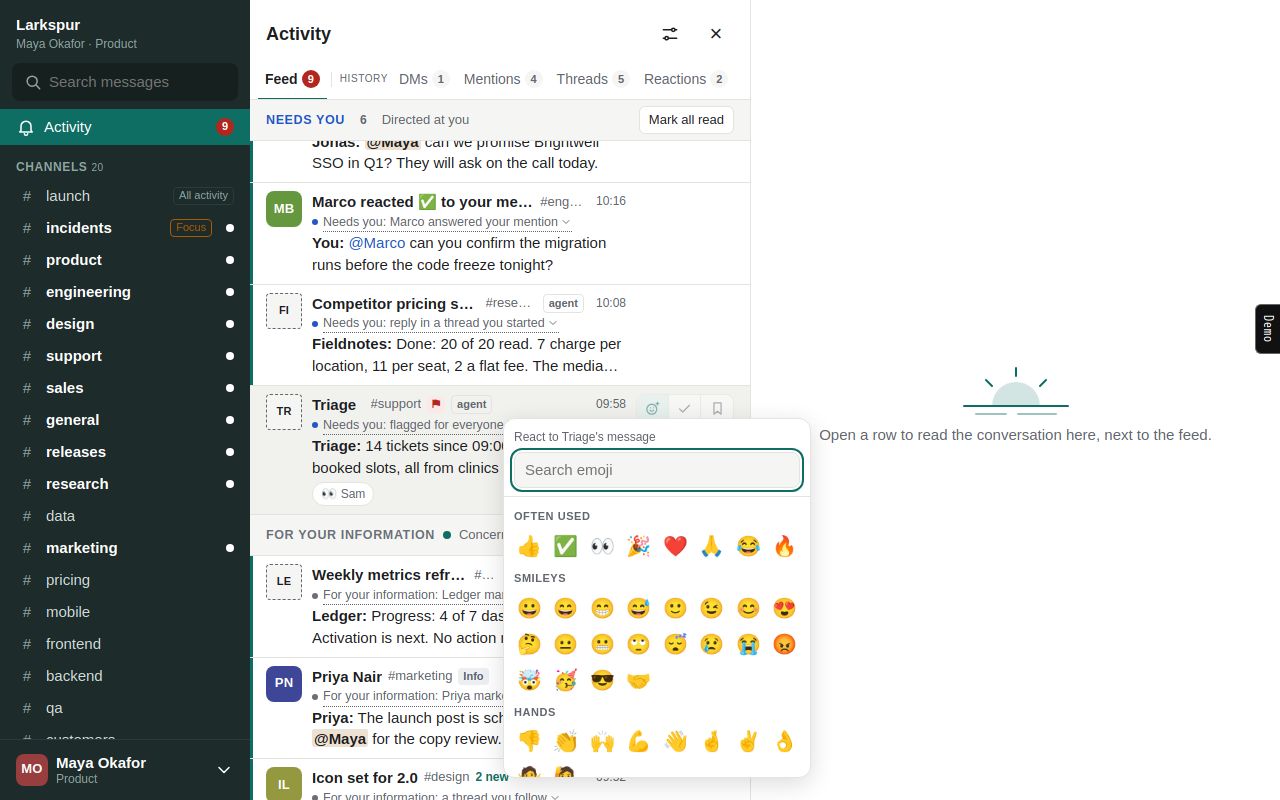 Larkspur
Maya Okafor · Product
Search messages
Activity 9
CHANNELS 20
# launch All activity
# incidents Focus
# product
# engineering
# design
# support
# sales
# general
# releases
# research
# data
# marketing
# pricing
# mobile
# frontend
# backend
# qa
# customers
MO Maya Okafor
Product
Activity
Feed 9 HISTORY DMs 1 Mentions 4 Threads 5 Reactions 2
NEEDS YOU 6 Directed at you Mark all read
Jonas: @Maya can we promise Brightwell
SSO in Q1? They will ask on the call today.
MB Marco reacted ✅ to your me… #eng… 10:16
Needs you: Marco answered your mention
You: @Marco can you confirm the migration
runs before the code freeze tonight?
FI Competitor pricing s… #rese… agent 10:08
Needs you: reply in a thread you started
Fieldnotes: Done: 20 of 20 read. 7 charge per
location, 11 per seat, 2 a flat fee. The media…
TR Triage #support agent 09:58
Needs you: flagged for everyone
Triage: 14 tickets since 09:00
booked slots, all from clinics
👀 Sam
FOR YOUR INFORMATION
LE Weekly metrics refr… #…
For your information: Ledger
Ledger: Progress: 4 of 7
Activation is next. No action
PN Priya Nair #marketing Info
For your information: Priya
Priya: The launch post is
@Maya for the copy review.
IL Icon set for 2.0 #design 2 new 09:52
For your information: a thread you follow
React to Triage's message
Search emoji
OFTEN USED
SMILEYS
HANDS
Open a row to read the conversation here, next to the feed.
Demo